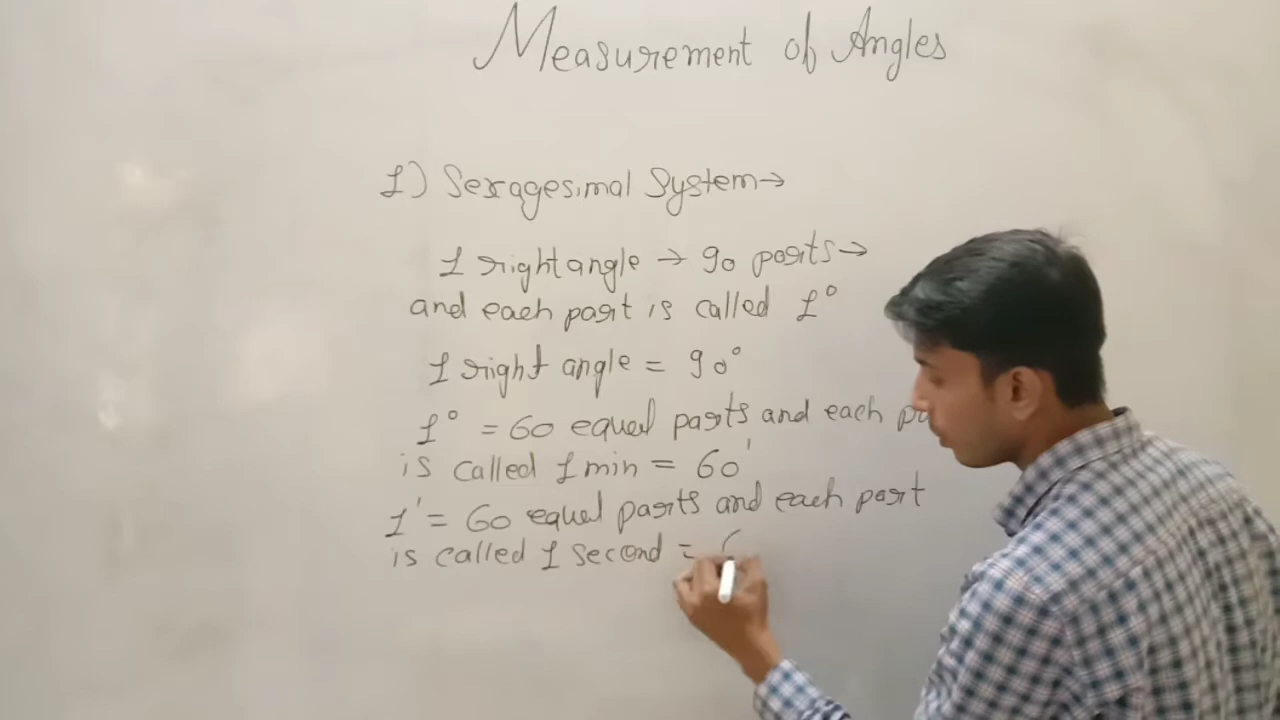 Measurement of Angles
1) Sexagesimal System→
1 right angle → 90 parts→
and each part is called 1°
1 right angle = 90°
1° = 60 equal parts and each
is called 1 min = 60'
1' = 60 equal parts and each part
is called 1 second =